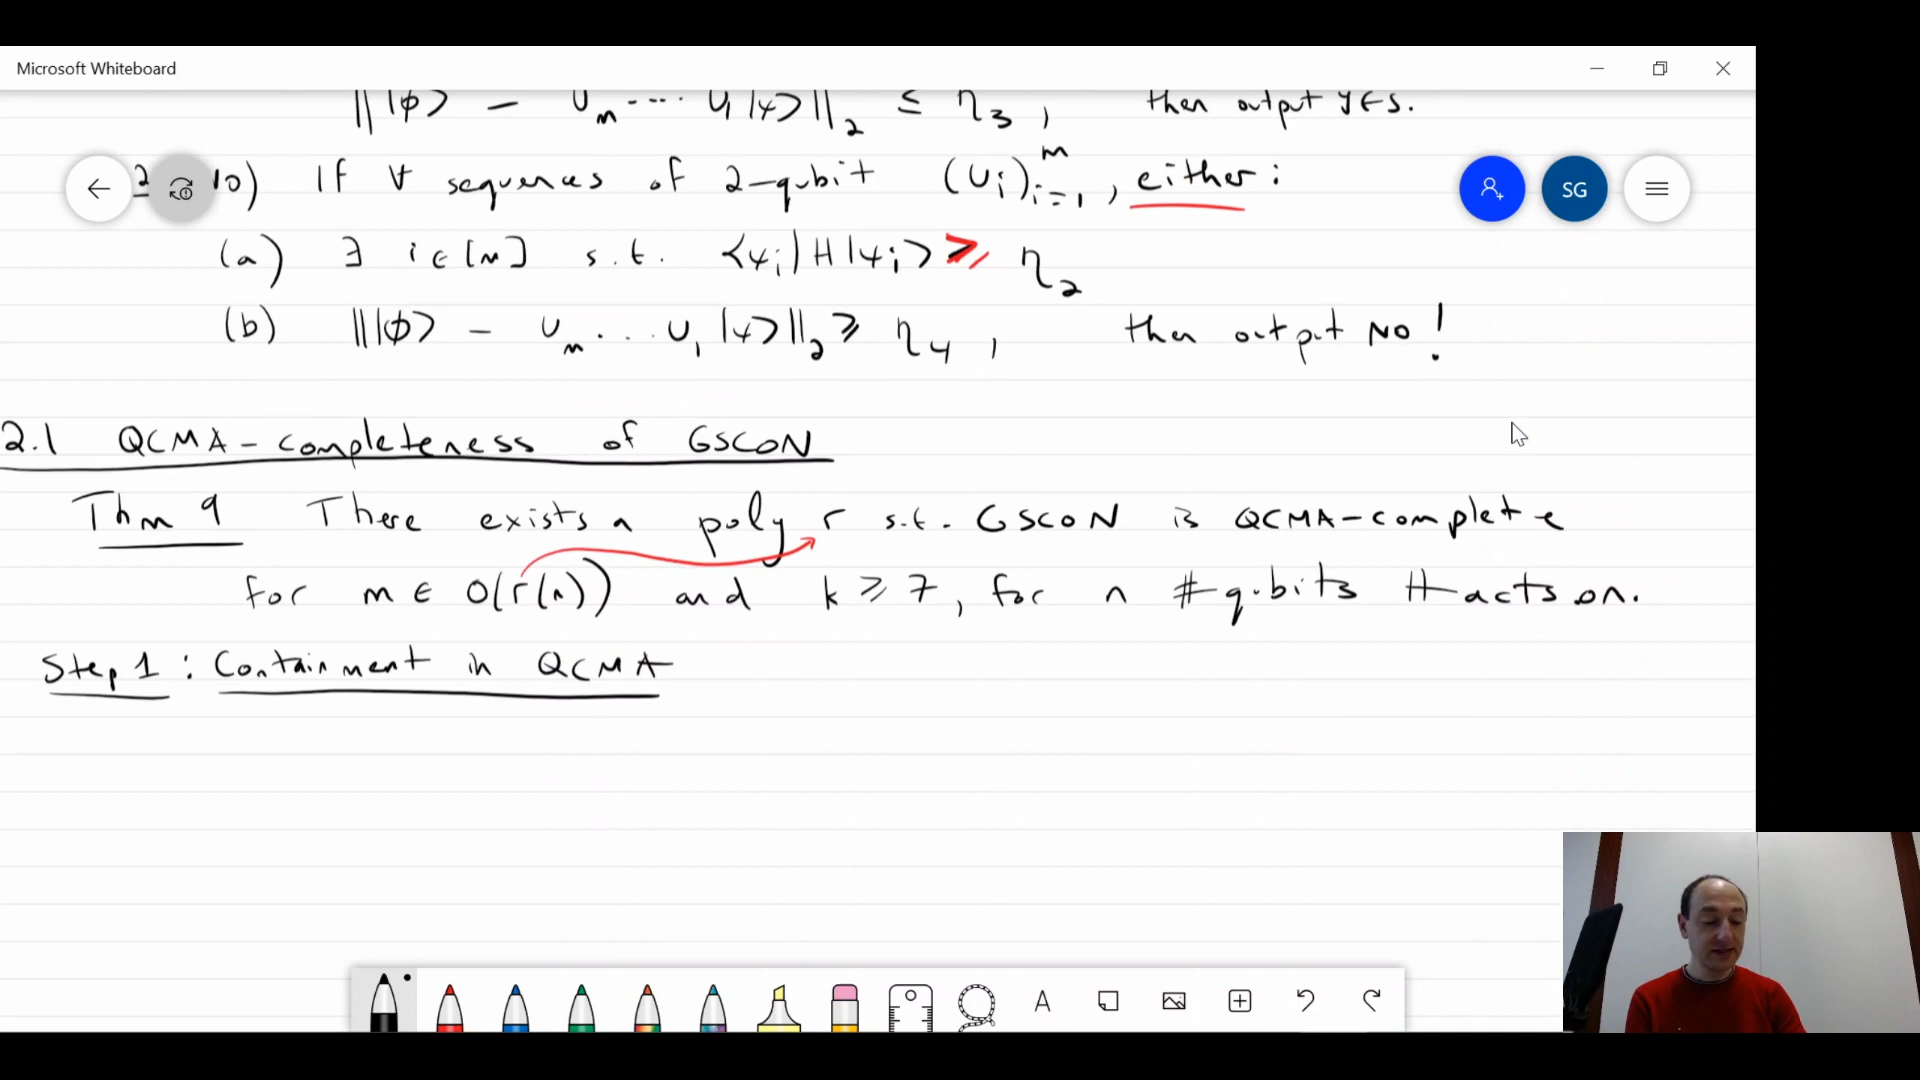 Microsoft Whiteboard
|| |ϕ⟩ − U_m ... U_1 |ψ⟩ ||_2 ≤ η_3, then output YES.
10) If ∀ sequences of 2-qubit (U_i)_{i=1}^m, either:
(a) ∃ i ∈ [m] s.t. ⟨ψ_i| H |ψ_i⟩ ≥ η_2
(b) || |ϕ⟩ − U_m ... U_1 |ψ⟩ ||_2 ≥ η_4, then output NO!
SG
2.1 QCMA-completeness of GSCON
Thm 9 There exists a poly r s.t. GSCON is QCMA-complete
for m ∈ O(r(n)) and k ≥ 7, for n # qubits H acts on.
Step 1: Containment in QCMA